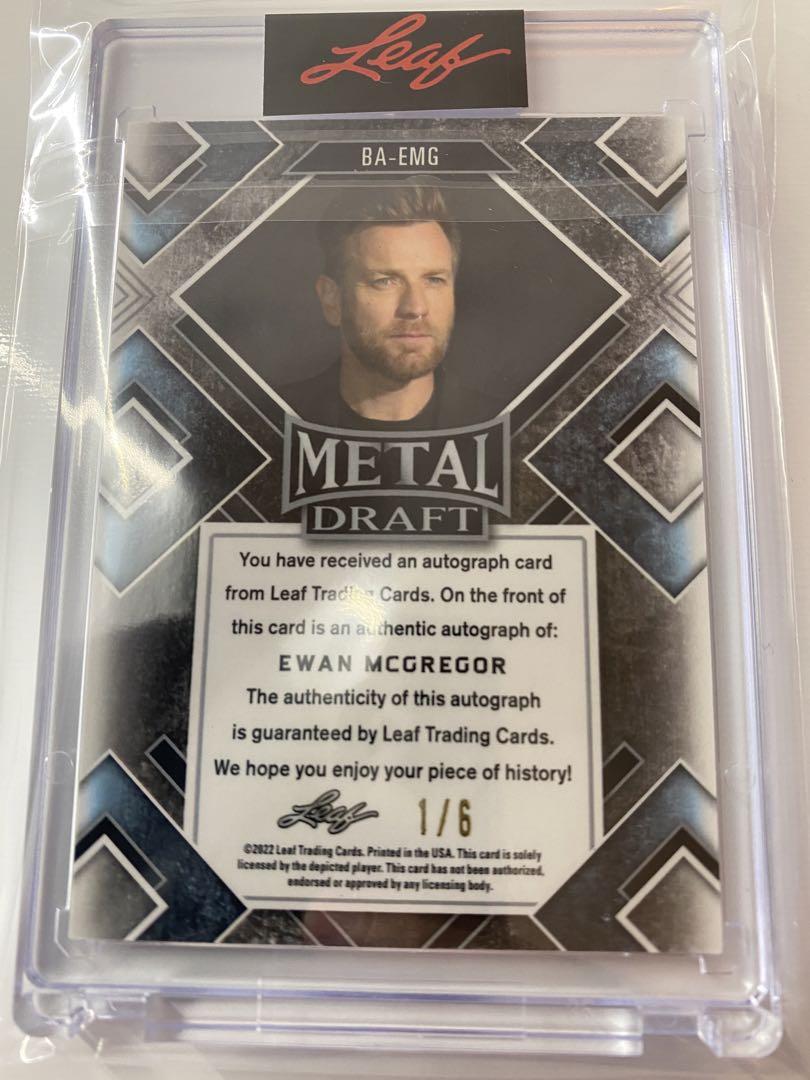 Leaf
BA-EMG
METAL
DRAFT
You have received an autograph card
from Leaf Trading Cards. On the front of
this card is an authentic autograph of:
EWAN MCGREGOR
The authenticity of this autograph
is guaranteed by Leaf Trading Cards.
We hope you enjoy your piece of history!
Leaf 1/6
©2022 Leaf Trading Cards. Printed in the USA. This card is solely
licensed by the depicted player. This card has not been authorized,
endorsed or approved by any licensing body.